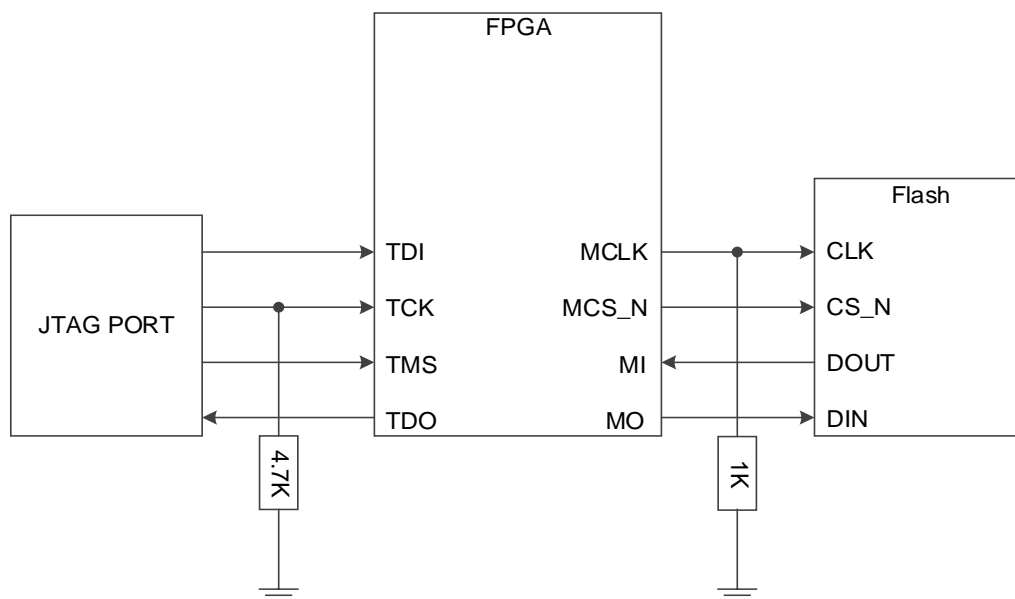 FPGA
Flash
TDI
MCLK
CLK
JTAG PORT
TCK
MCS_N
CS_N
TMS
MI
DOUT
TDO
MO
DIN
4.7K
1K